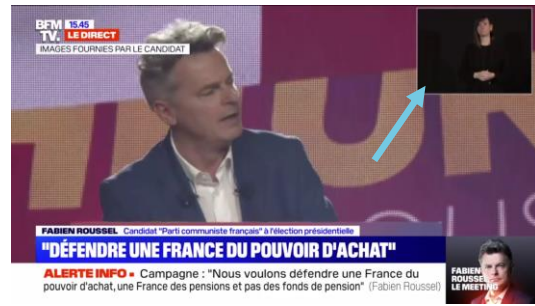 BFM
TV.
15.45
LE DIRECT
IMAGES FOURNIES PAR LE CANDIDAT
FABIEN ROUSSEL Candidat "Parti communiste français" à l'élection présidentielle
"DÉFENDRE UNE FRANCE DU POUVOIR D'ACHAT"
ALERTE INFO Campagne : "Nous voulons défendre une France du
pouvoir d'achat, une France des pensions et pas des fonds de pension" (Fabien Roussel)
FABIEN
ROUSSEL
LE MEETING